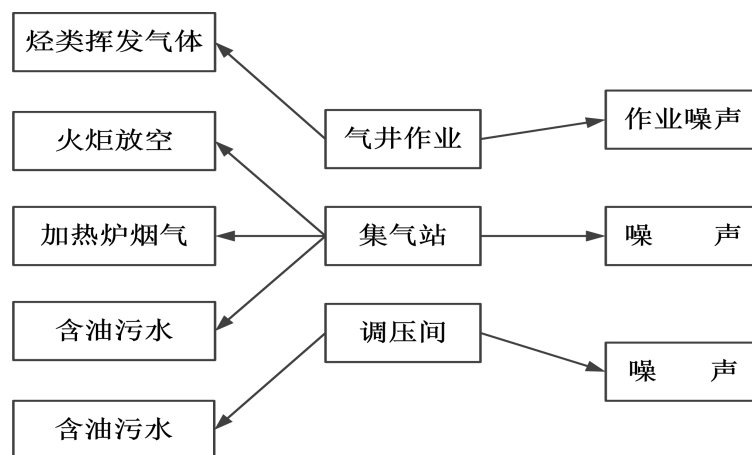 烃类挥发气体
火炬放空
气井作业
作业噪声
加热炉烟气
集气站
噪 声
含油污水
调压间
噪 声
含油污水